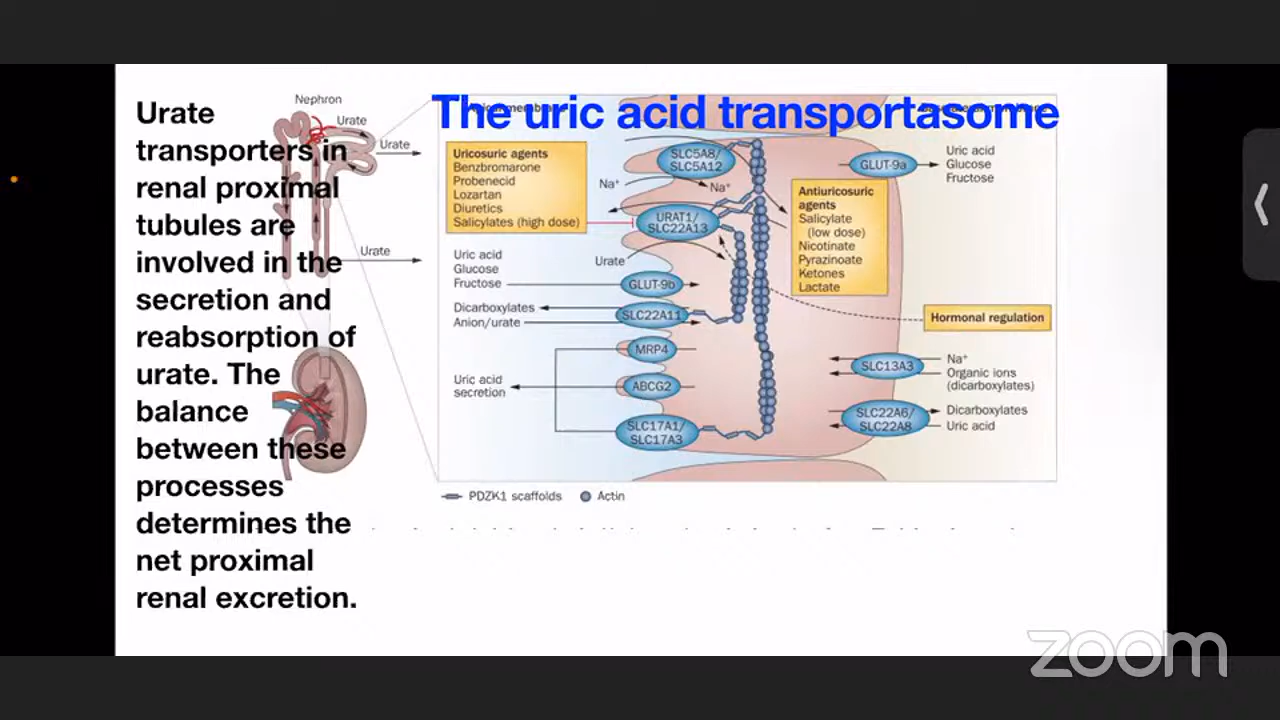 The uric acid transportasome
Urate
transporters in
renal proximal
tubules are
involved in the
secretion and
reabsorption of
urate. The
balance
between these
processes
determines the
net proximal
renal excretion.
Nephron
Urate
Urate
Urate
Uricosuric agents
Benzbromarone
Probenecid
Lozartan
Diuretics
Salicylates (high dose)
Na⁺
Na⁺
SLC5A8/
SLC5A12
URAT1/
SLC22A13
Urate
Uric acid
Glucose
Fructose
GLUT-9b
Dicarboxylates
Anion/urate
SLC22A11
MRP4
Uric acid
secretion
ABCG2
SLC17A1/
SLC17A3
GLUT-9a
Uric acid
Glucose
Fructose
Antiuricosuric
agents
Salicylate
(low dose)
Nicotinate
Pyrazinoate
Ketones
Lactate
Hormonal regulation
SLC13A3
Na⁺
Organic ions
(dicarboxylates)
SLC22A6/
SLC22A8
Dicarboxylates
Uric acid
PDZK1 scaffolds
Actin
zoom